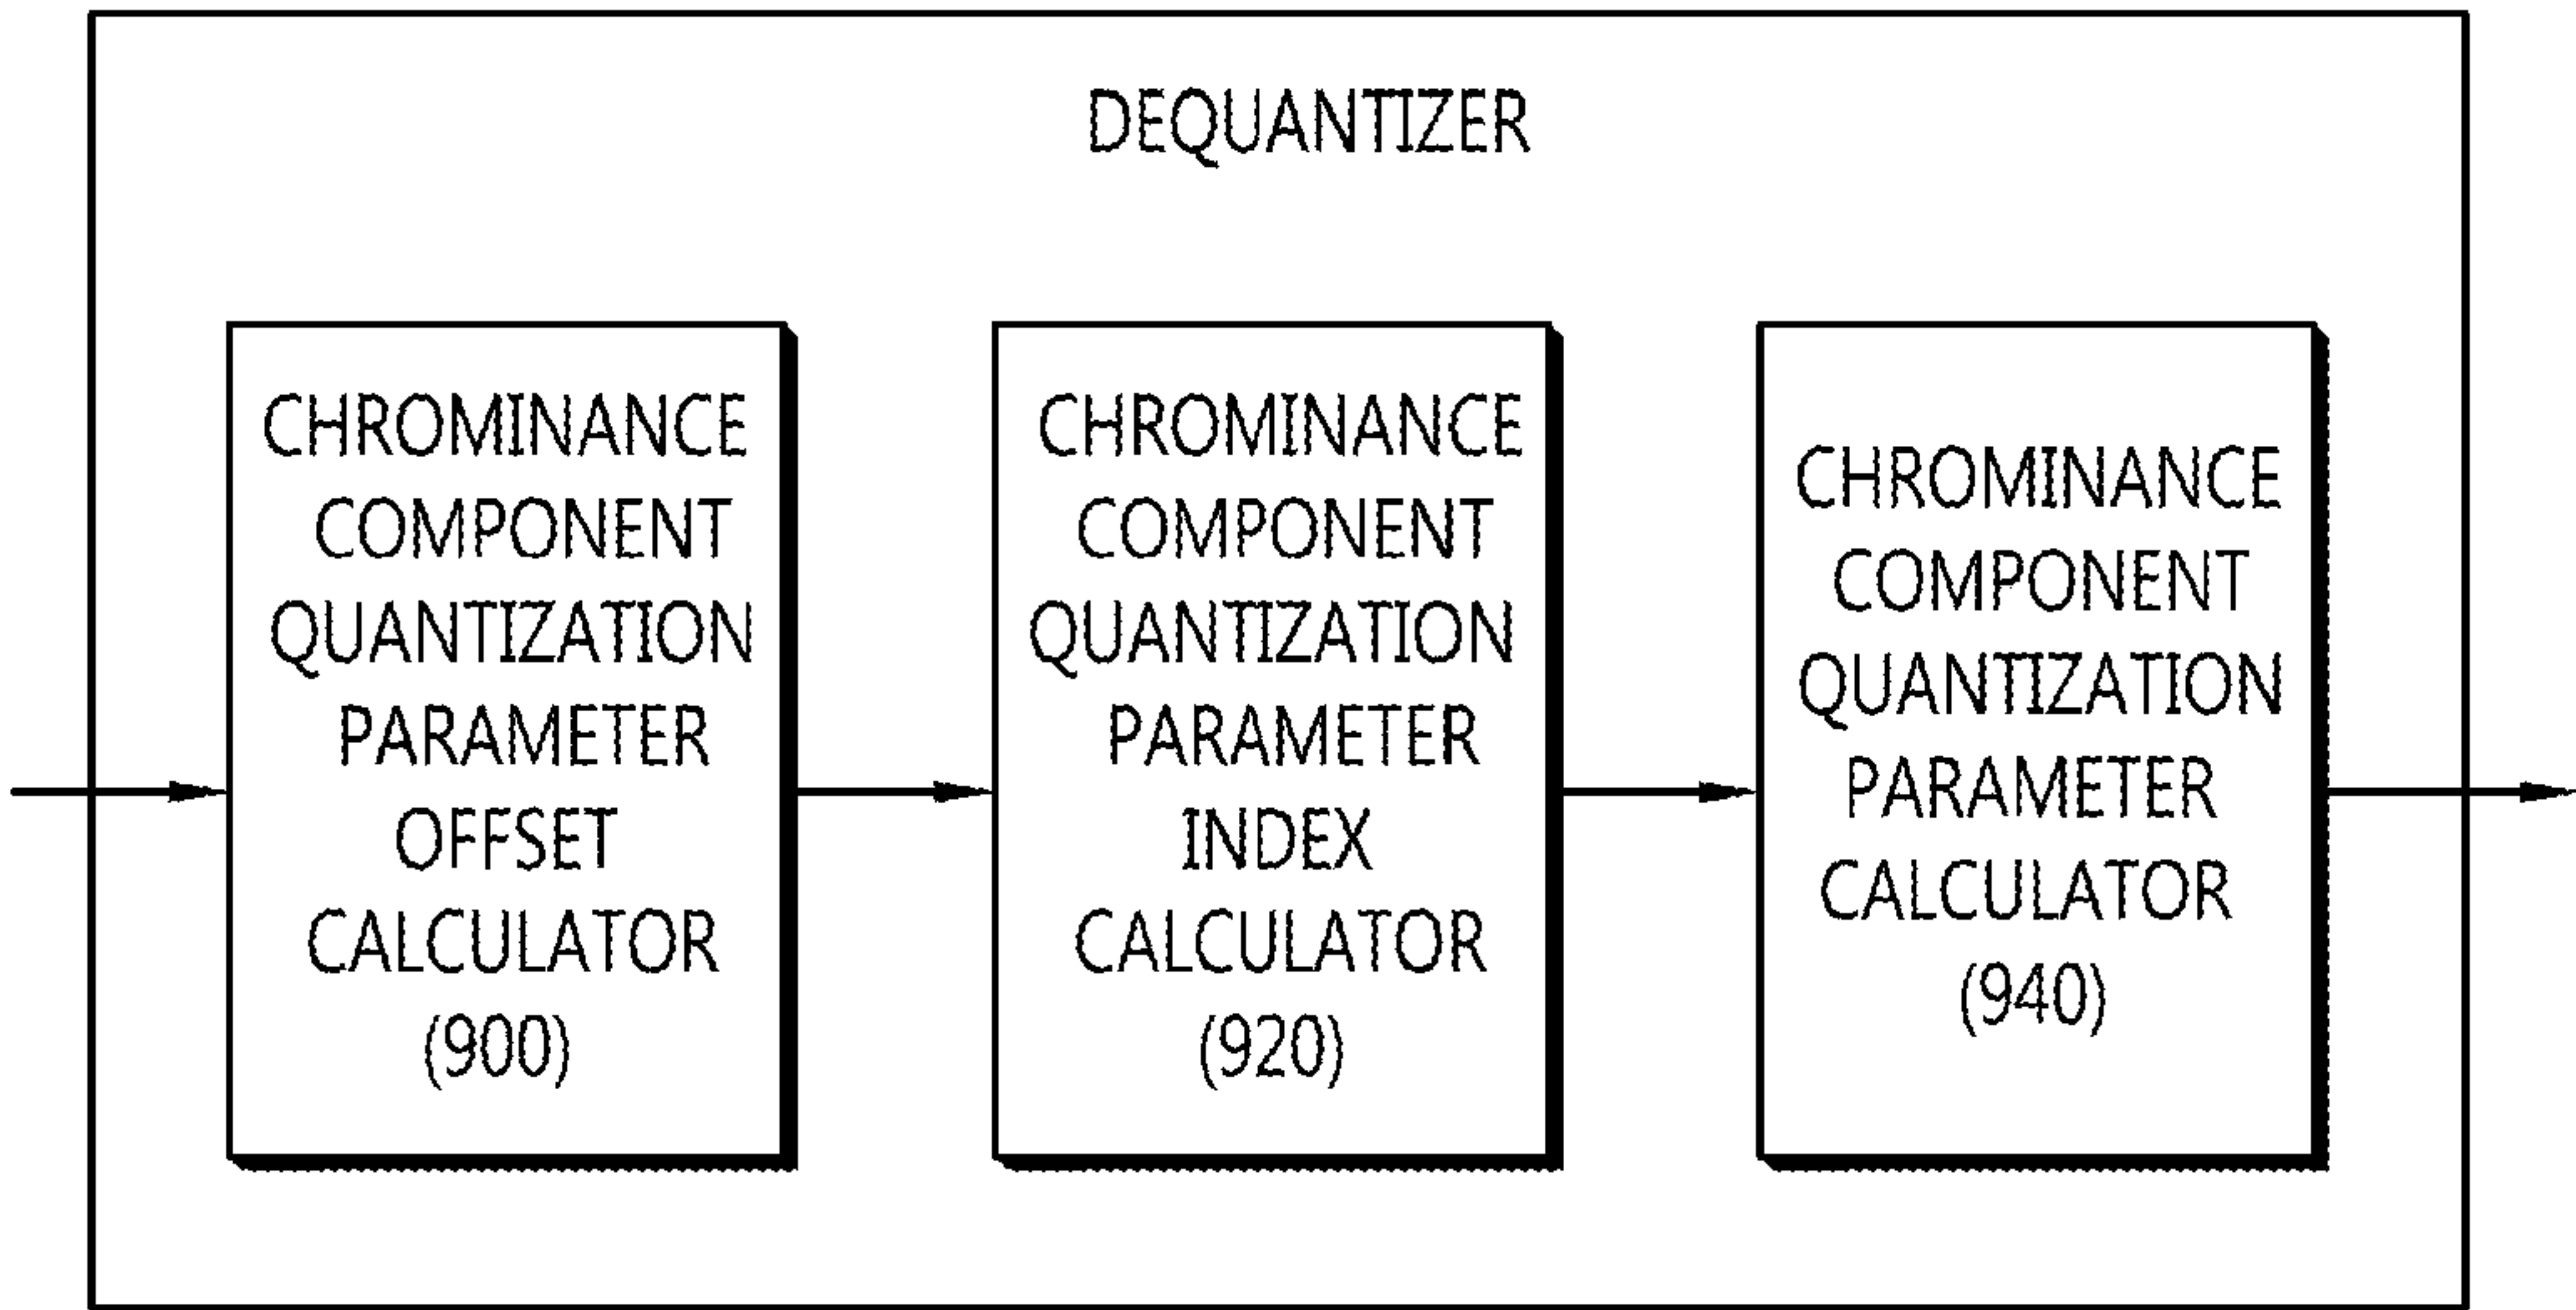 DEQUANTIZER
CHROMINANCE
COMPONENT
QUANTIZATION
PARAMETER
OFFSET
CALCULATOR
(900)
CHROMINANCE
COMPONENT
QUANTIZATION
PARAMETER
INDEX
CALCULATOR
(920)
CHROMINANCE
COMPONENT
QUANTIZATION
PARAMETER
CALCULATOR
(940)